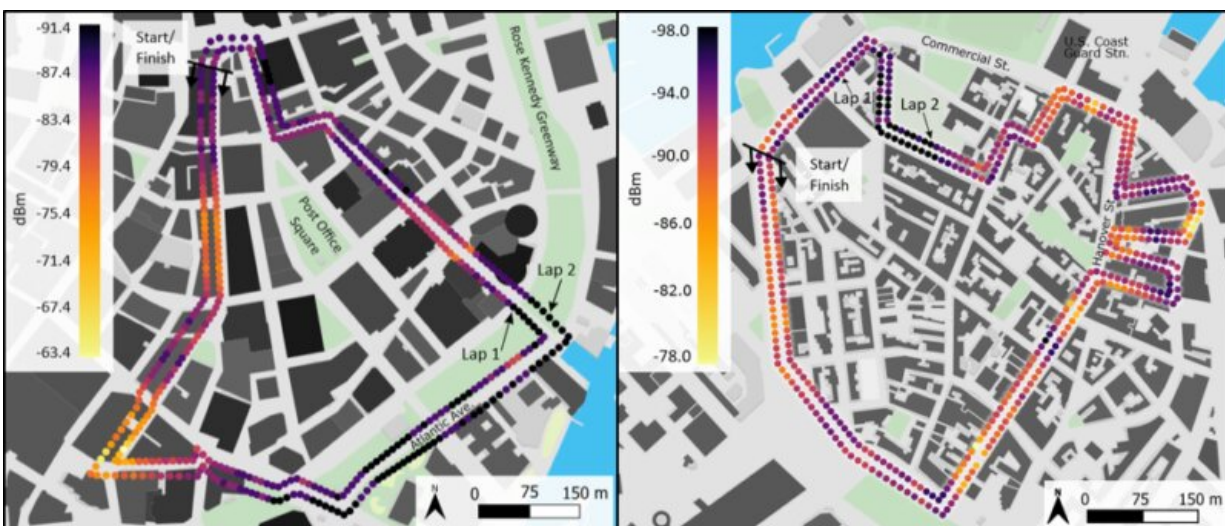 -91.4
-87.4
-83.4
-79.4
-75.4
-71.4
-67.4
-63.4
dBm
Start/
Finish
Rose Kennedy Greenway
Post Office
Square
Lap 2
Lap 1
Atlantic Ave.
N
0 75 150 m
-98.0
-94.0
-90.0
-86.0
-82.0
-78.0
dBm
Commercial St.
U.S. Coast
Guard Stn.
Lap 1
Lap 2
Start/
Finish
Hanover St.
N
0 75 150 m